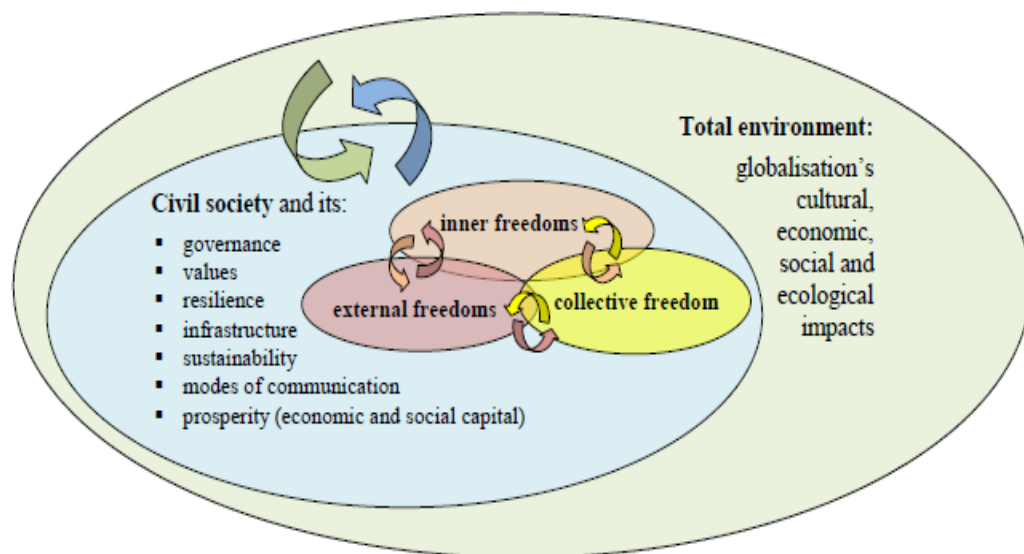 Total environment:
globalisation's
cultural,
economic,
social and
ecological
impacts
Civil society and its:
▪ governance
▪ values
▪ resilience
▪ infrastructure
▪ sustainability
▪ modes of communication
▪ prosperity (economic and social capital)
inner freedoms
external freedoms
collective freedom